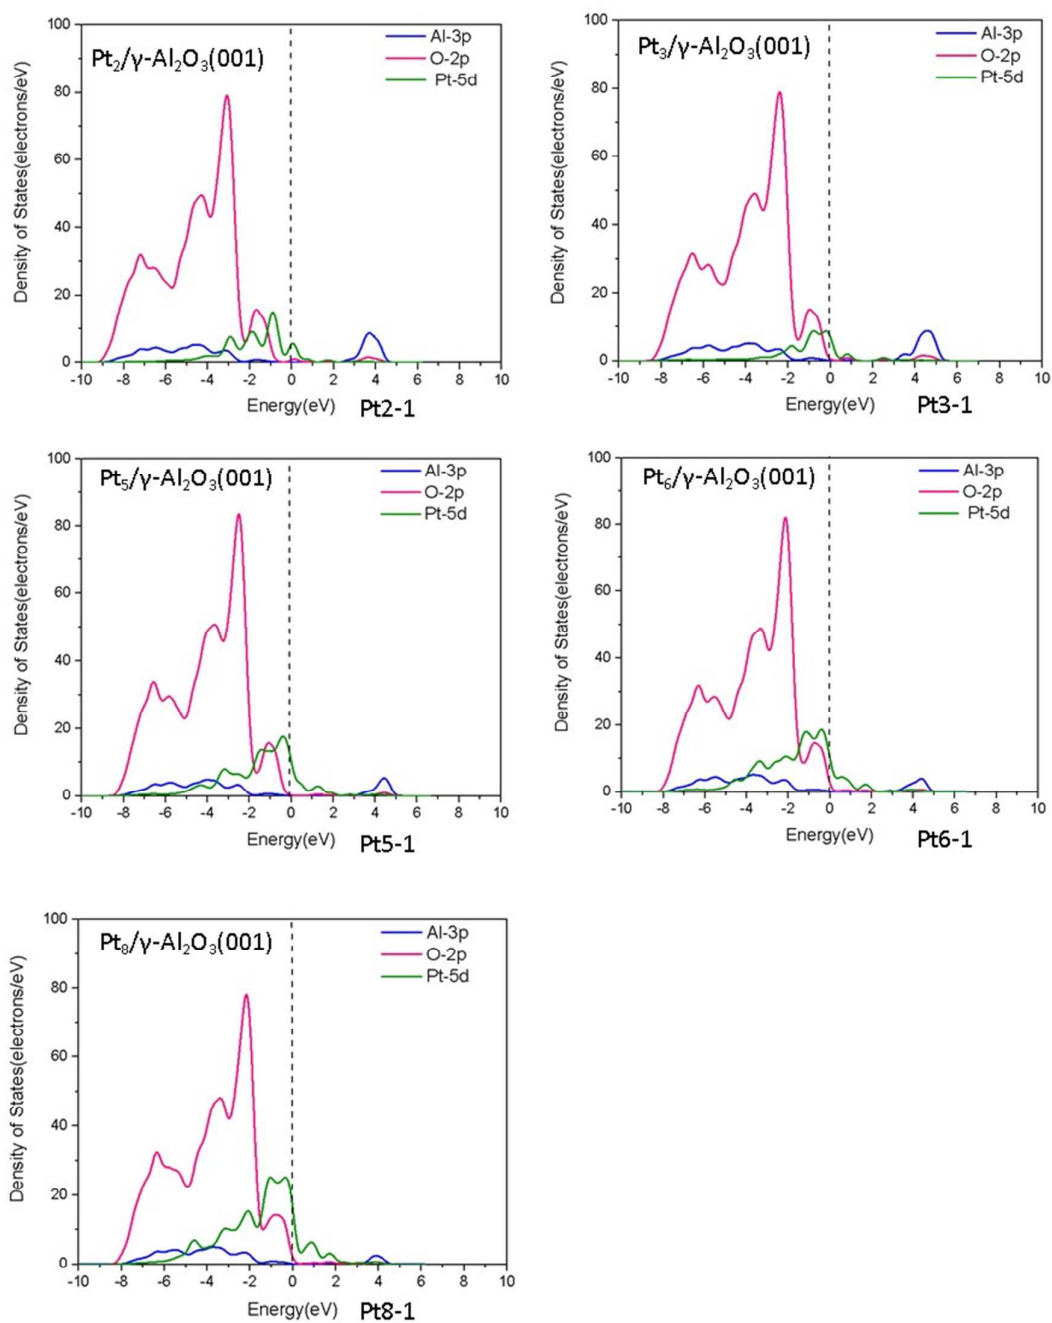 Pt₂/γ-Al₂O₃(001)
Al-3p
O-2p
Pt-5d
Density of States(electrons/eV)
100
80
60
40
20
0
-10 -8 -6 -4 -2 0 2 4 6 8 10
Energy(eV)
Pt2-1
Pt₃/γ-Al₂O₃(001)
Al-3p
O-2p
Pt-5d
Density of States(electrons/eV)
100
80
60
40
20
0
-10 -8 -6 -4 -2 0 2 4 6 8 10
Energy(eV)
Pt3-1
Pt₅/γ-Al₂O₃(001)
Al-3p
O-2p
Pt-5d
Density of States(electrons/eV)
100
80
60
40
20
0
-10 -8 -6 -4 -2 0 2 4 6 8 10
Energy(eV)
Pt5-1
Pt₆/γ-Al₂O₃(001)
Al-3p
O-2p
Pt-5d
Density of States(electrons/eV)
100
80
60
40
20
0
-10 -8 -6 -4 -2 0 2 4 6 8 10
Energy(eV)
Pt6-1
Pt₈/γ-Al₂O₃(001)
Al-3p
O-2p
Pt-5d
Density of States(electrons/eV)
100
80
60
40
20
0
-10 -8 -6 -4 -2 0 2 4 6 8 10
Energy(eV)
Pt8-1